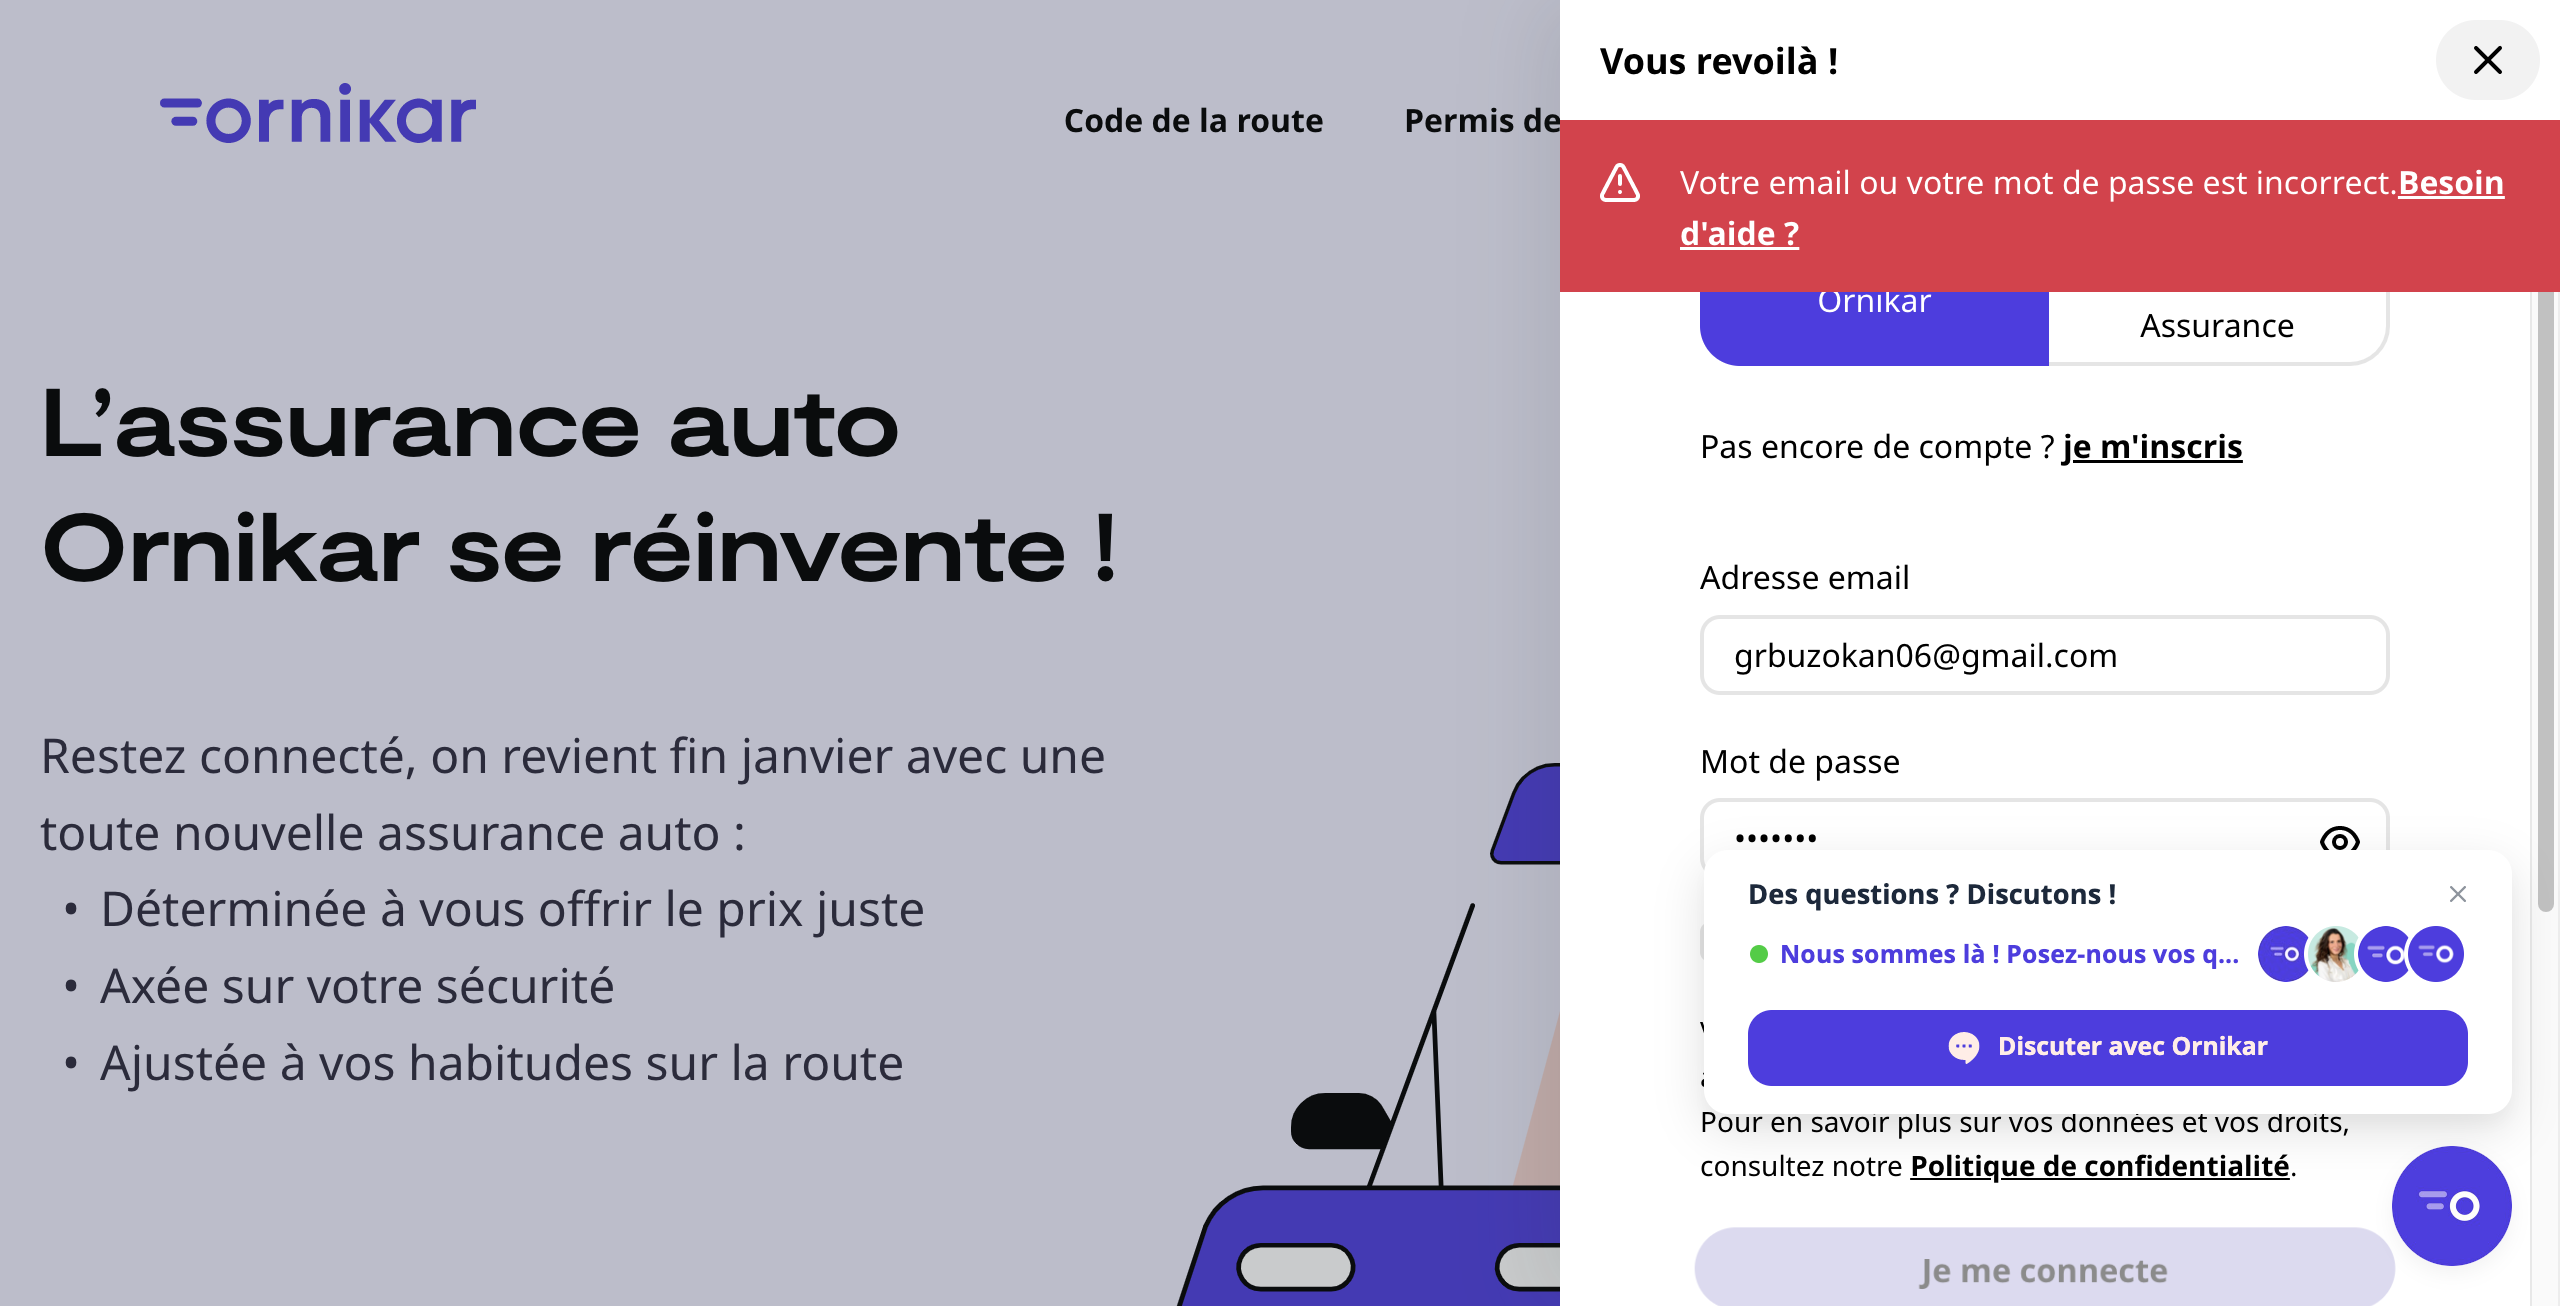 ornikar
Code de la route
Permis de
L’assurance auto
Ornikar se réinvente !
Restez connecté, on revient fin janvier avec une
toute nouvelle assurance auto :
• Déterminée à vous offrir le prix juste
• Axée sur votre sécurité
• Ajustée à vos habitudes sur la route
Vous revoilà !
Votre email ou votre mot de passe est incorrect.Besoin
d'aide ?
Ornikar
Assurance
Pas encore de compte ? je m'inscris
Adresse email
grbuzokan06@gmail.com
Mot de passe
•••••••
Des questions ? Discutons !
Nous sommes là ! Posez-nous vos q...
Discuter avec Ornikar
Pour en savoir plus sur vos données et vos droits,
consultez notre Politique de confidentialité.
Je me connecte